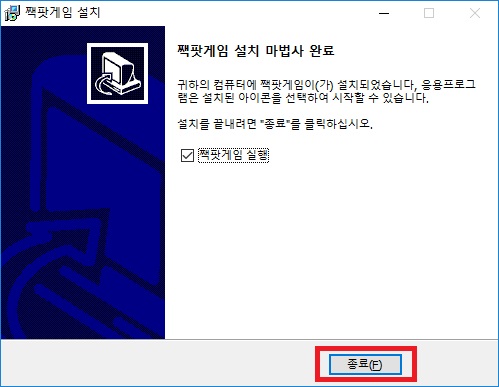 짹팟게임 설치
짹팟게임 설치 마법사 완료
귀하의 컴퓨터에 짹팟게임이(가) 설치되었습니다, 응용프로그
램은 설치된 아이콘을 선택하여 시작할 수 있습니다.
설치를 끝내려면 "종료"를 클릭하십시오.
짹팟게임 실행
종료(F)